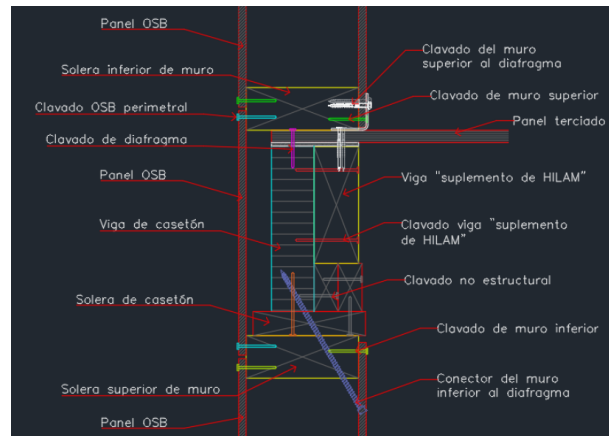 Panel OSB
Solera inferior de muro
Clavado OSB perimetral
Clavado de diafragma
Panel OSB
Viga de casetón
Solera de casetón
Solera superior de muro
Panel OSB
Clavado del muro
superior al diafragma
Clavado de muro superior
Panel terciado
Viga "suplemento de HILAM"
Clavado viga "suplemento
de HILAM"
Clavado no estructural
Clavado de muro inferior
Conector del muro
inferior al diafragma